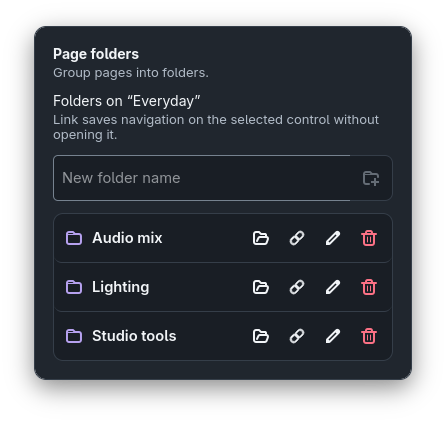 Page folders
Group pages into folders.
Folders on “Everyday”
Link saves navigation on the selected control without
opening it.
New folder name
Audio mix
Lighting
Studio tools